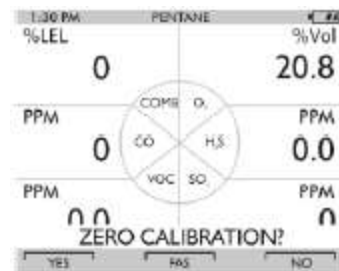 1:30 PM PENTANE
%LEL %Vol
0 20.8
COMB O₂
PPM PPM
0 CO H₂S 0.0
VOC SO₂
PPM PPM
0.0 0
ZERO CALIBRATION?
YES FAS NO